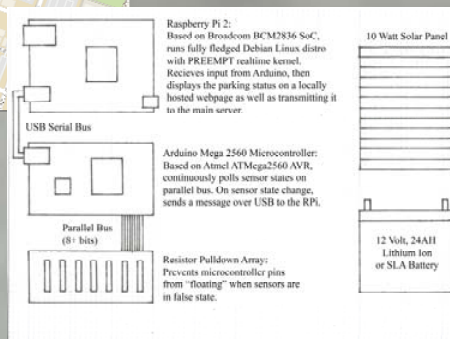 Raspberry Pi 2:
Based on Broadcom BCM2836 SoC,
runs fully fledged Debian Linux distro
with PREEMPT realtime kernel.
Recieves input from Arduino, then
displays the parking status on a locally
hosted webpage as well as transmitting it
to the main server.
USB Serial Bus
Arduino Mega 2560 Microcontroller:
Based on Atmel ATMega2560 AVR,
continuously polls sensor states on
parallel bus. On sensor state change,
sends a message over USB to the RPi.
Parallel Bus
(8+ bits)
Resistor Pulldown Array:
Prevents microcontroller pins
from "floating" when sensors are
in false state.
10 Watt Solar Panel
12 Volt, 24AH
Lithium Ion
or SLA Battery